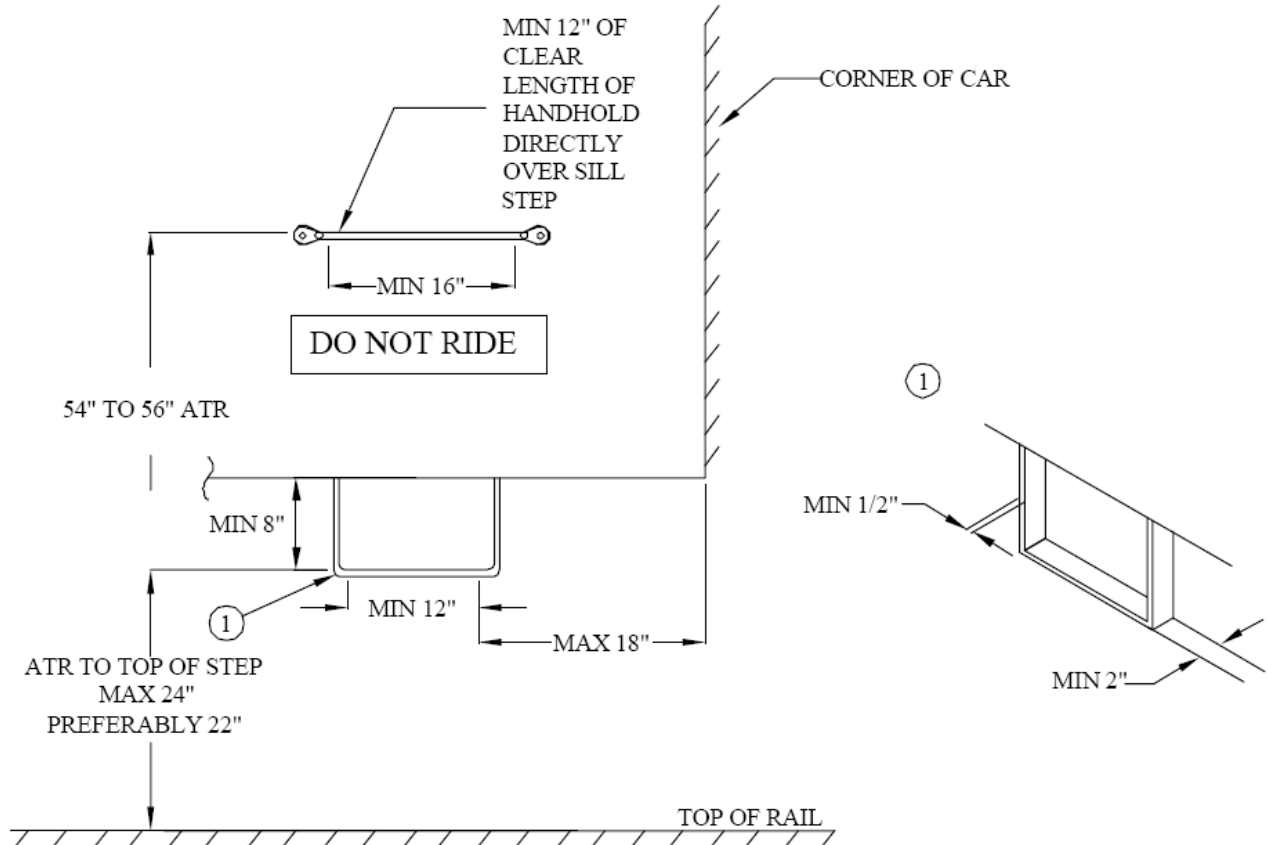 MIN 12" OF
CLEAR
LENGTH OF
HANDHOLD
DIRECTLY
OVER SILL
STEP
CORNER OF CAR
MIN 16"
DO NOT RIDE
54" TO 56" ATR
1
MIN 8"
MIN 1/2"
MIN 12"
1
MAX 18"
ATR TO TOP OF STEP
MAX 24"
PREFERABLY 22"
MIN 2"
TOP OF RAIL